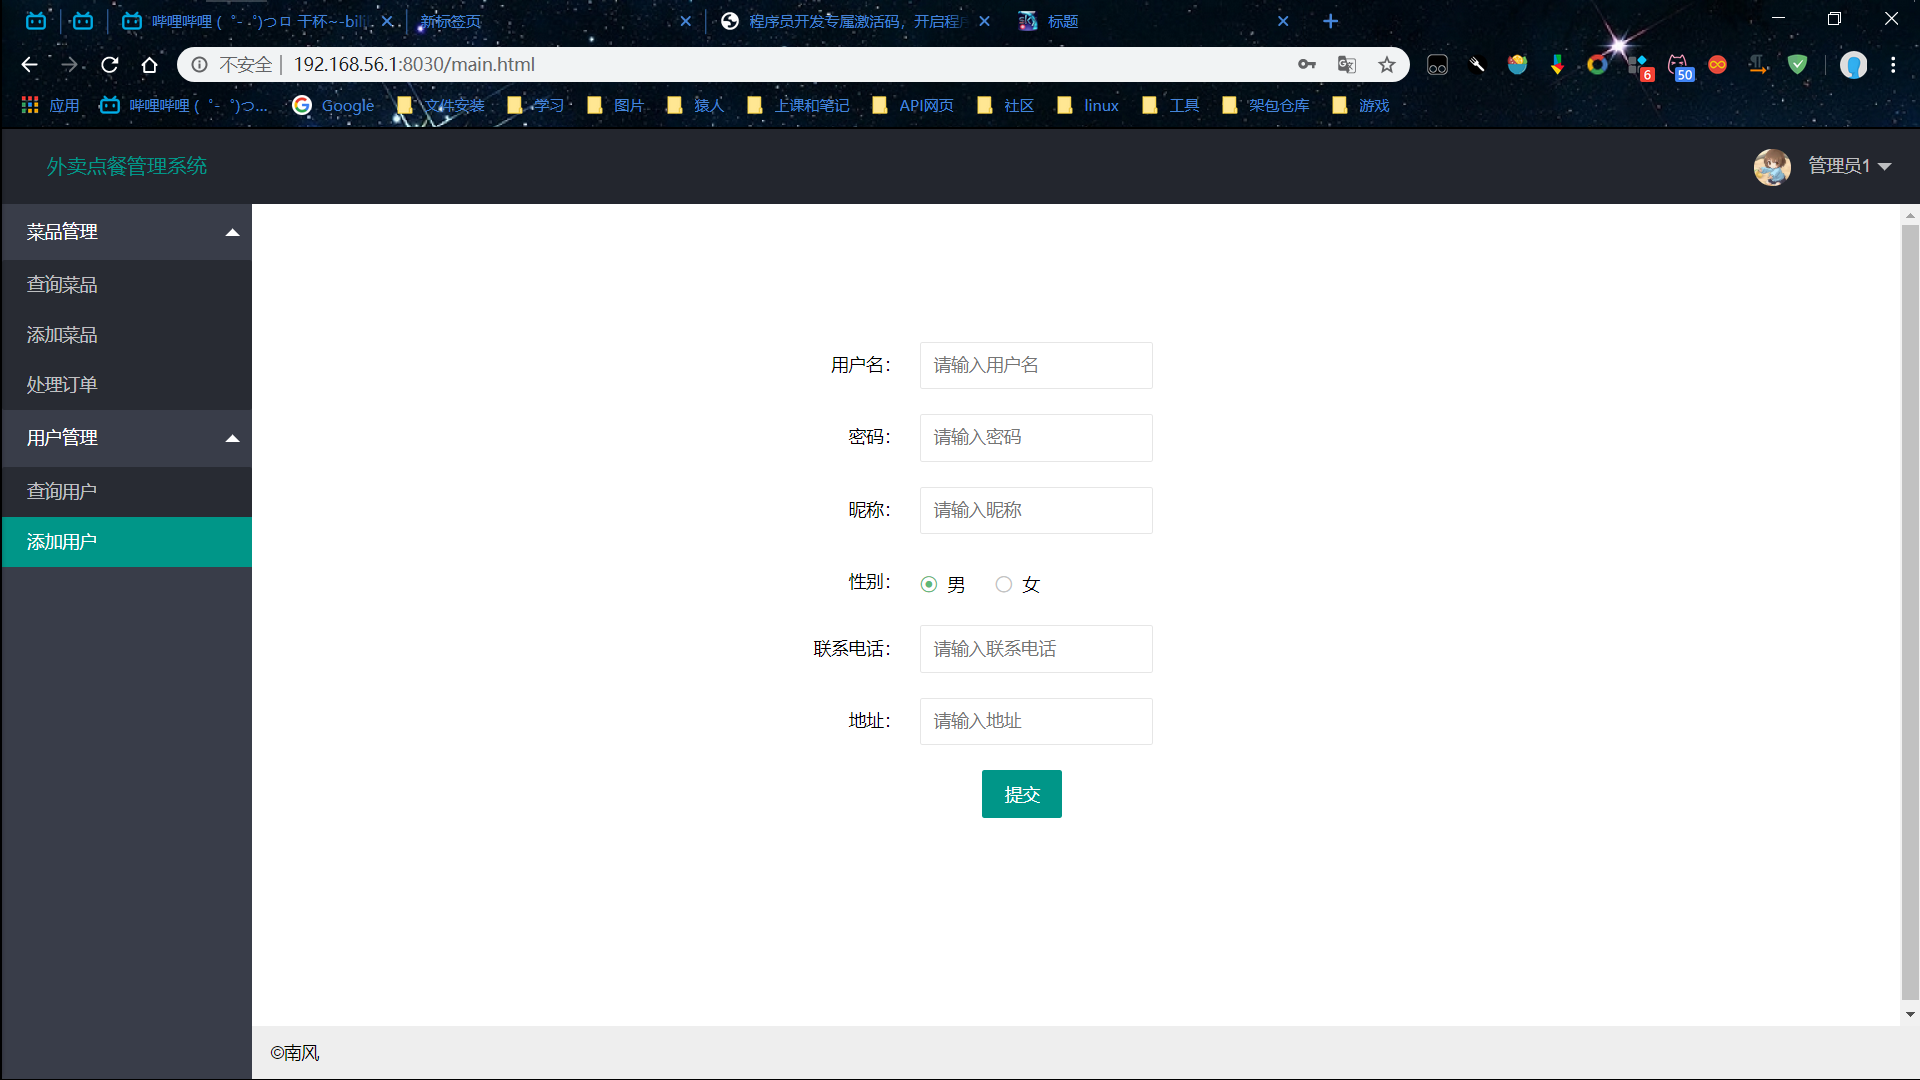 哔哩哔哩 ( ゜- ゜)つロ 干杯~-bili
新标签页
程序员开发专属激活码，开启程序
标题
不安全 | 192.168.56.1:8030/main.html
6
50
应用
哔哩哔哩 ( ゜- ゜)つ...
Google
文件安装
学习
图片
猿人
上课和笔记
API网页
社区
linux
工具
架包仓库
游戏
外卖点餐管理系统
管理员1
菜品管理
查询菜品
添加菜品
处理订单
用户管理
查询用户
添加用户
用户名： 请输入用户名
密码： 请输入密码
昵称： 请输入昵称
性别： 男 女
联系电话： 请输入联系电话
地址： 请输入地址
提交
©南风